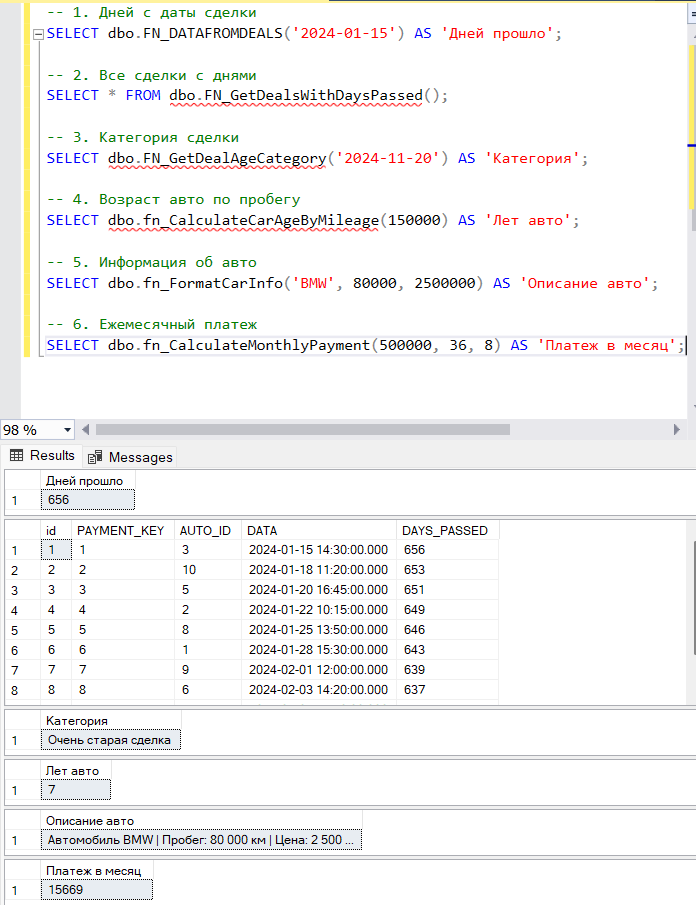 -- 1. Дней с даты сделки
SELECT dbo.FN_DATAFROMDEALS('2024-01-15') AS 'Дней прошло';
-- 2. Все сделки с днями
SELECT * FROM dbo.FN_GetDealsWithDaysPassed();
-- 3. Категория сделки
SELECT dbo.FN_GetDealAgeCategory('2024-11-20') AS 'Категория';
-- 4. Возраст авто по пробегу
SELECT dbo.fn_CalculateCarAgeByMileage(150000) AS 'Лет авто';
-- 5. Информация об авто
SELECT dbo.fn_FormatCarInfo('BMW', 80000, 2500000) AS 'Описание авто';
-- 6. Ежемесячный платеж
SELECT dbo.fn_CalculateMonthlyPayment(500000, 36, 8) AS 'Платеж в месяц';
98 %
Results Messages
Дней прошло
1 656
id PAYMENT_KEY AUTO_ID DATA DAYS_PASSED
1 1 1 3 2024-01-15 14:30:00.000 656
2 2 2 10 2024-01-18 11:20:00.000 653
3 3 3 5 2024-01-20 16:45:00.000 651
4 4 4 2 2024-01-22 10:15:00.000 649
5 5 5 8 2024-01-25 13:50:00.000 646
6 6 6 1 2024-01-28 15:30:00.000 643
7 7 7 9 2024-02-01 12:00:00.000 639
8 8 8 6 2024-02-03 14:20:00.000 637
Категория
1 Очень старая сделка
Лет авто
1 7
Описание авто
1 Автомобиль BMW | Пробег: 80 000 км | Цена: 2 500 ...
Платеж в месяц
1 15669